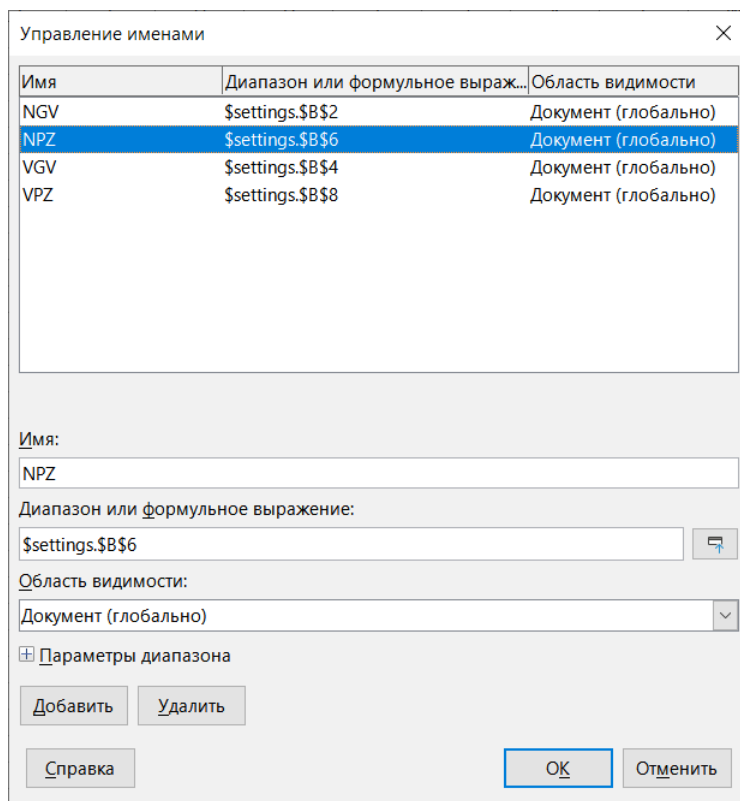 Управление именами
Имя Диапазон или формульное выраж... Область видимости
NGV $settings.$B$2 Документ (глобально)
NPZ $settings.$B$6 Документ (глобально)
VGV $settings.$B$4 Документ (глобально)
VPZ $settings.$B$8 Документ (глобально)
Имя:
NPZ
Диапазон или формульное выражение:
$settings.$B$6
Область видимости:
Документ (глобально)
Параметры диапазона
Добавить Удалить
Справка ОК Отменить